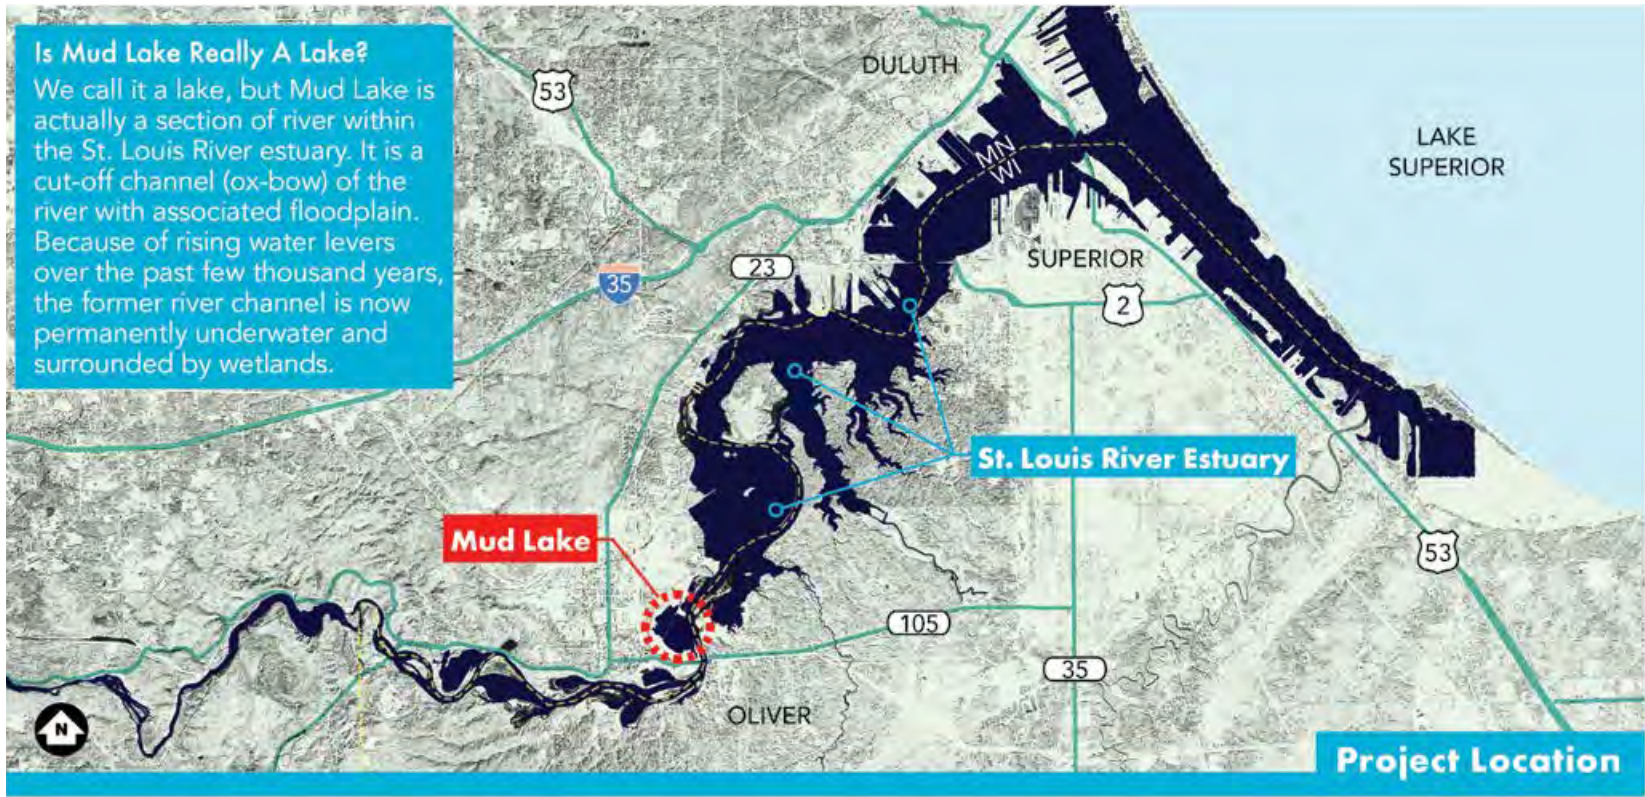 Is Mud Lake Really A Lake?
We call it a lake, but Mud Lake is
actually a section of river within
the St. Louis River estuary. It is a
cut-off channel (ox-bow) of the
river with associated floodplain.
Because of rising water levers
over the past few thousand years,
the former river channel is now
permanently underwater and
surrounded by wetlands.
53
DULUTH
LAKE
SUPERIOR
MN
WI
35
23
SUPERIOR
2
St. Louis River Estuary
Mud Lake
53
105
35
OLIVER
N
Project Location